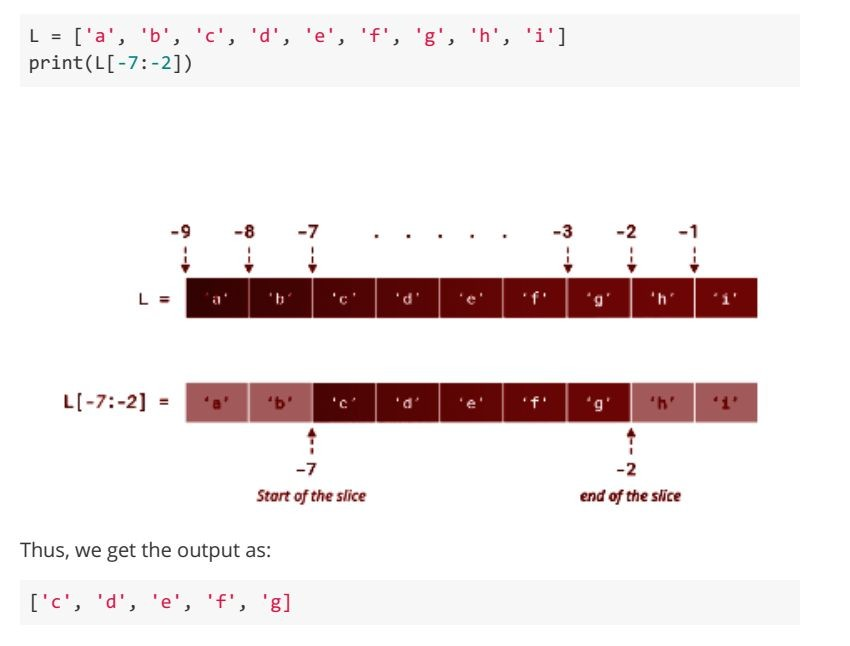 L = ['a', 'b', 'c', 'd', 'e', 'f', 'g', 'h', 'i']
print(L[-7:-2])
-9 -8 -7 . . . . . -3 -2 -1
L = 'a' 'b' 'c' 'd' 'e' 'f' 'g' 'h' 'i'
L[-7:-2] = 'a' 'b' 'c' 'd' 'e' 'f' 'g' 'h' 'i'
-7 -2
Start of the slice end of the slice
Thus, we get the output as:
['c', 'd', 'e', 'f', 'g]